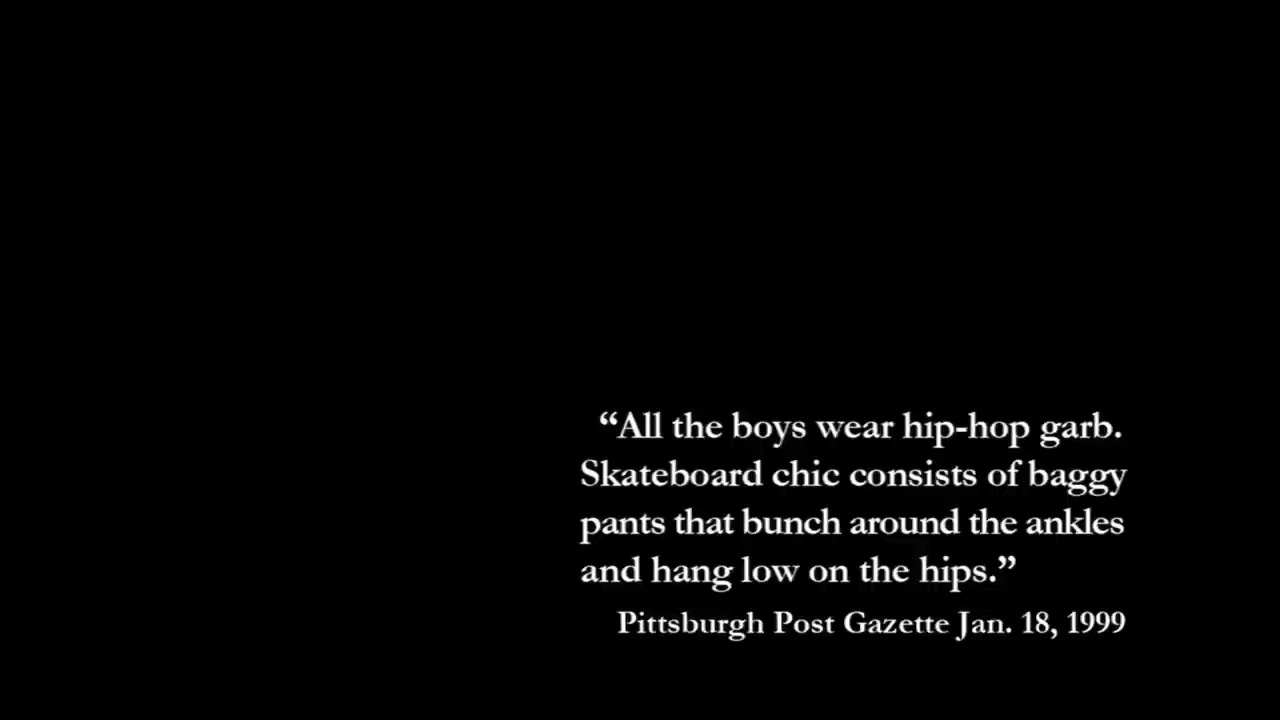 “All the boys wear hip-hop garb.
Skateboard chic consists of baggy
pants that bunch around the ankles
and hang low on the hips.”
Pittsburgh Post Gazette Jan. 18, 1999